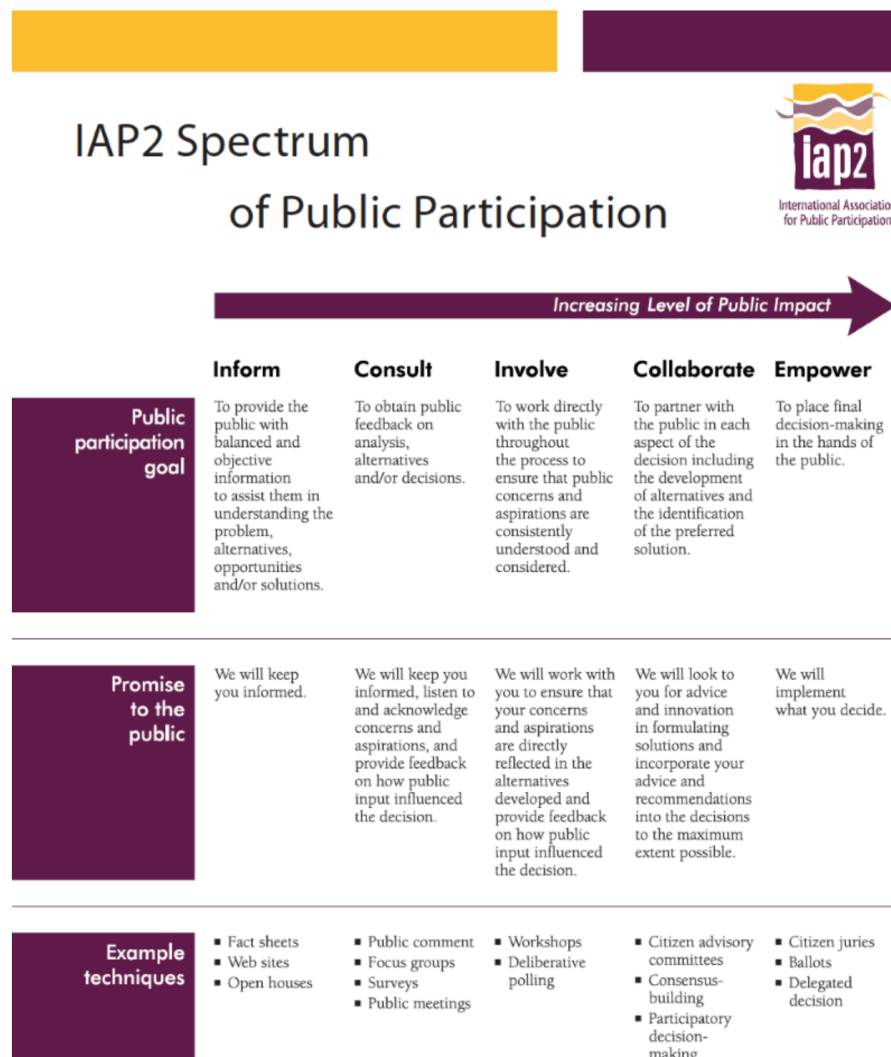 IAP2 Spectrum
of Public Participation
iap2
International Associatio
for Public Participation
Increasing Level of Public Impact
Inform
Consult
Involve
Collaborate
Empower
Public
participation
goal
To provide the
public with
balanced and
objective
information
to assist them in
understanding the
problem,
alternatives,
opportunities
and/or solutions.
To obtain public
feedback on
analysis,
alternatives
and/or decisions.
To work directly
with the public
throughout
the process to
ensure that public
concerns and
aspirations are
consistently
understood and
considered.
To partner with
the public in each
aspect of the
decision including
the development
of alternatives and
the identification
of the preferred
solution.
To place final
decision-making
in the hands of
the public.
Promise
to the
public
We will keep
you informed.
We will keep you
informed, listen to
and acknowledge
concerns and
aspirations, and
provide feedback
on how public
input influenced
the decision.
We will work with
you to ensure that
your concerns
and aspirations
are directly
reflected in the
alternatives
developed and
provide feedback
on how public
input influenced
the decision.
We will look to
you for advice
and innovation
in formulating
solutions and
incorporate your
advice and
recommendations
into the decisions
to the maximum
extent possible.
We will
implement
what you decide.
Example
techniques
▪ Fact sheets
▪ Web sites
▪ Open houses
▪ Public comment
▪ Focus groups
▪ Surveys
▪ Public meetings
▪ Workshops
▪ Deliberative
polling
▪ Citizen advisory
committees
▪ Consensus-
building
▪ Participatory
decision-
making
▪ Citizen juries
▪ Ballots
▪ Delegated
decision